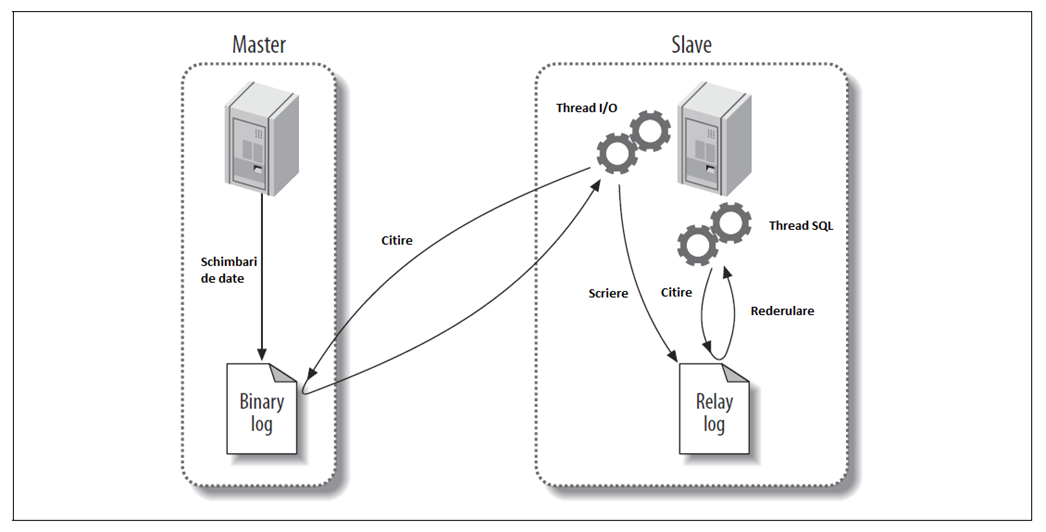 Master
Slave
Thread I/O
Citire
Thread SQL
Schimbari
de date
Scriere
Citire
Rederulare
Binary
log
Relay
log